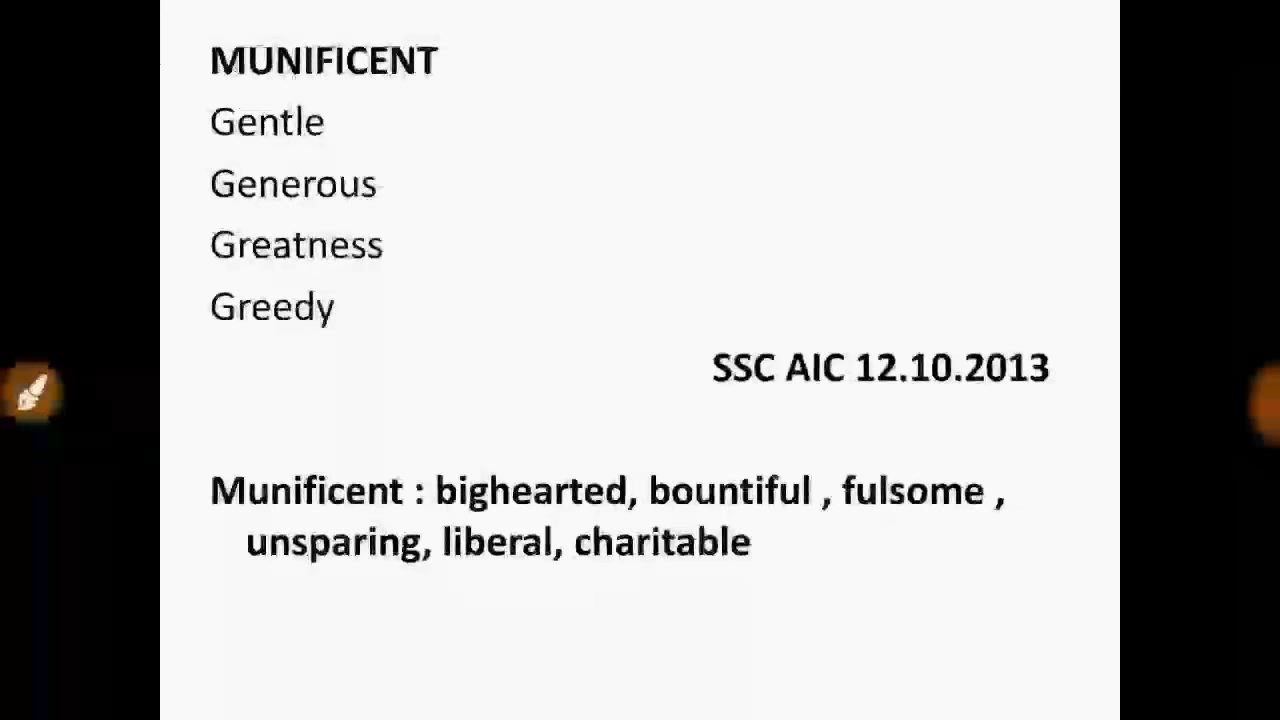 MUNIFICENT
Gentle
Generous
Greatness
Greedy
SSC AIC 12.10.2013
Munificent : bighearted, bountiful , fulsome ,
unsparing, liberal, charitable